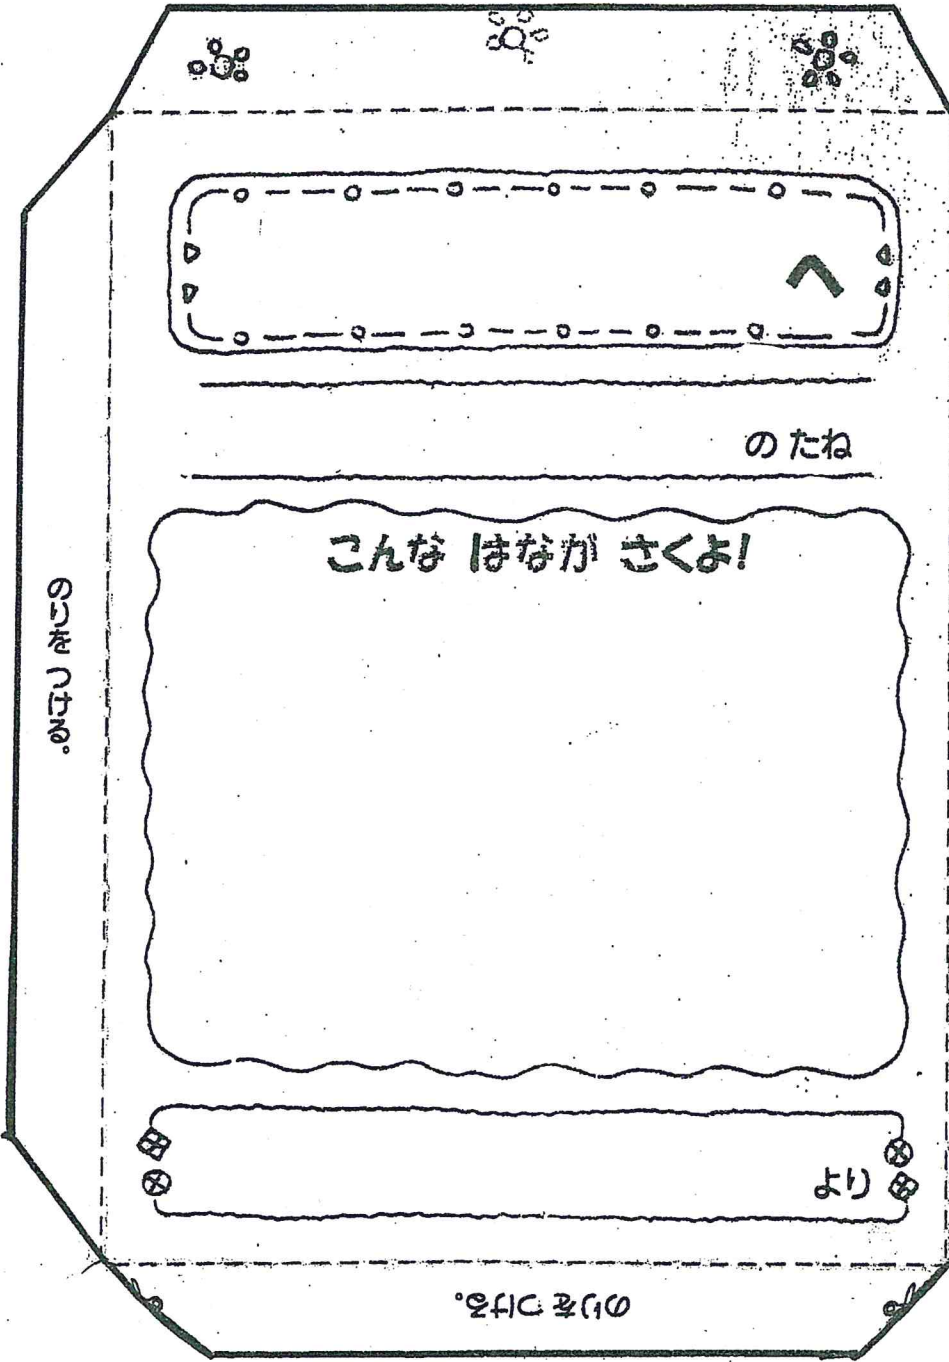 へ
の たね
こんな はなが さくよ!
のりを つける。
より
のりを つける。